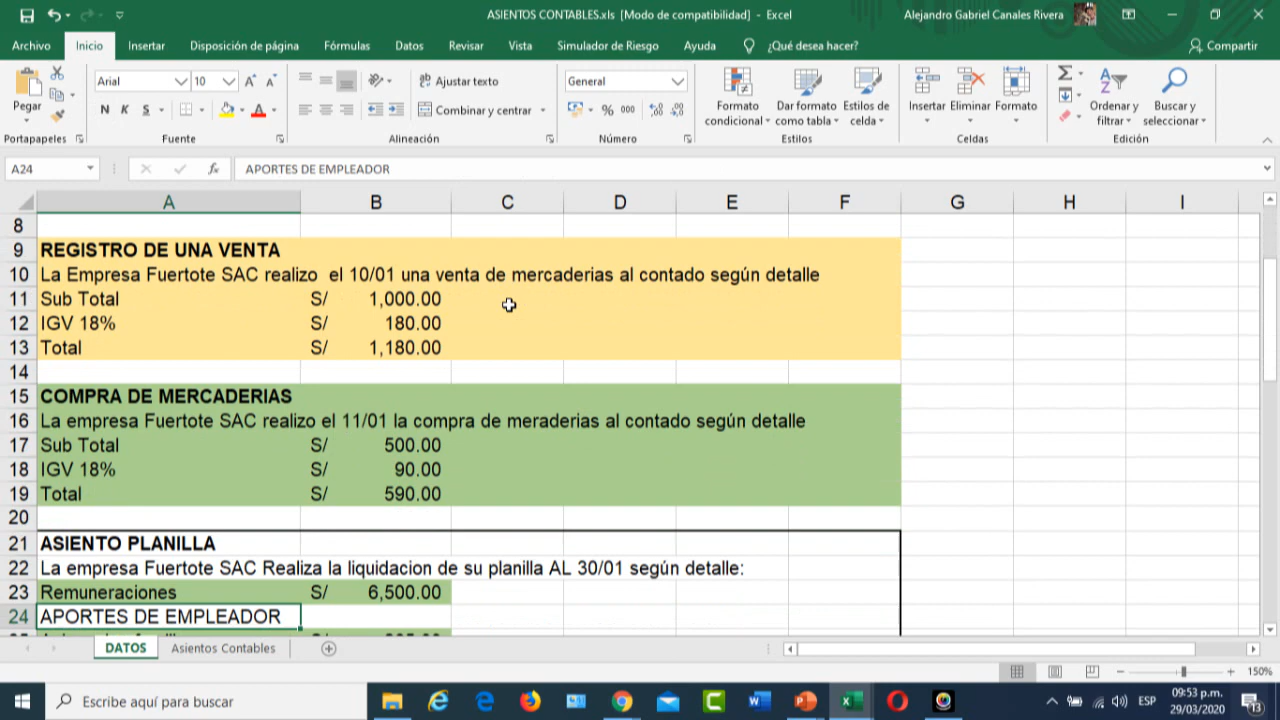 ASIENTOS CONTABLES.xls [Modo de compatibilidad] - Excel
Alejandro Gabriel Canales Rivera
Archivo Inicio Insertar Disposición de página Fórmulas Datos Revisar Vista Simulador de Riesgo Ayuda ¿Qué desea hacer? Compartir
Pegar
Arial 10
N K S
Ajustar texto
Combinar y centrar
General
% 000
Formato condicional
Dar formato como tabla
Estilos de celda
Insertar Eliminar Formato
Ordenar y filtrar
Buscar y seleccionar
Portapapeles Fuente Alineación Número Estilos Celdas Edición
A24 fx APORTES DE EMPLEADOR
A B C D E F G H I
8
9 REGISTRO DE UNA VENTA
10 La Empresa Fuertote SAC realizo el 10/01 una venta de mercaderias al contado según detalle
11 Sub Total S/ 1,000.00
12 IGV 18% S/ 180.00
13 Total S/ 1,180.00
14
15 COMPRA DE MERCADERIAS
16 La empresa Fuertote SAC realizo el 11/01 la compra de meraderias al contado según detalle
17 Sub Total S/ 500.00
18 IGV 18% S/ 90.00
19 Total S/ 590.00
20
21 ASIENTO PLANILLA
22 La empresa Fuertote SAC Realiza la liquidacion de su planilla AL 30/01 según detalle:
23 Remuneraciones S/ 6,500.00
24 APORTES DE EMPLEADOR
DATOS Asientos Contables
150%
Escribe aquí para buscar
ESP
09:53 p.m.
29/03/2020
13